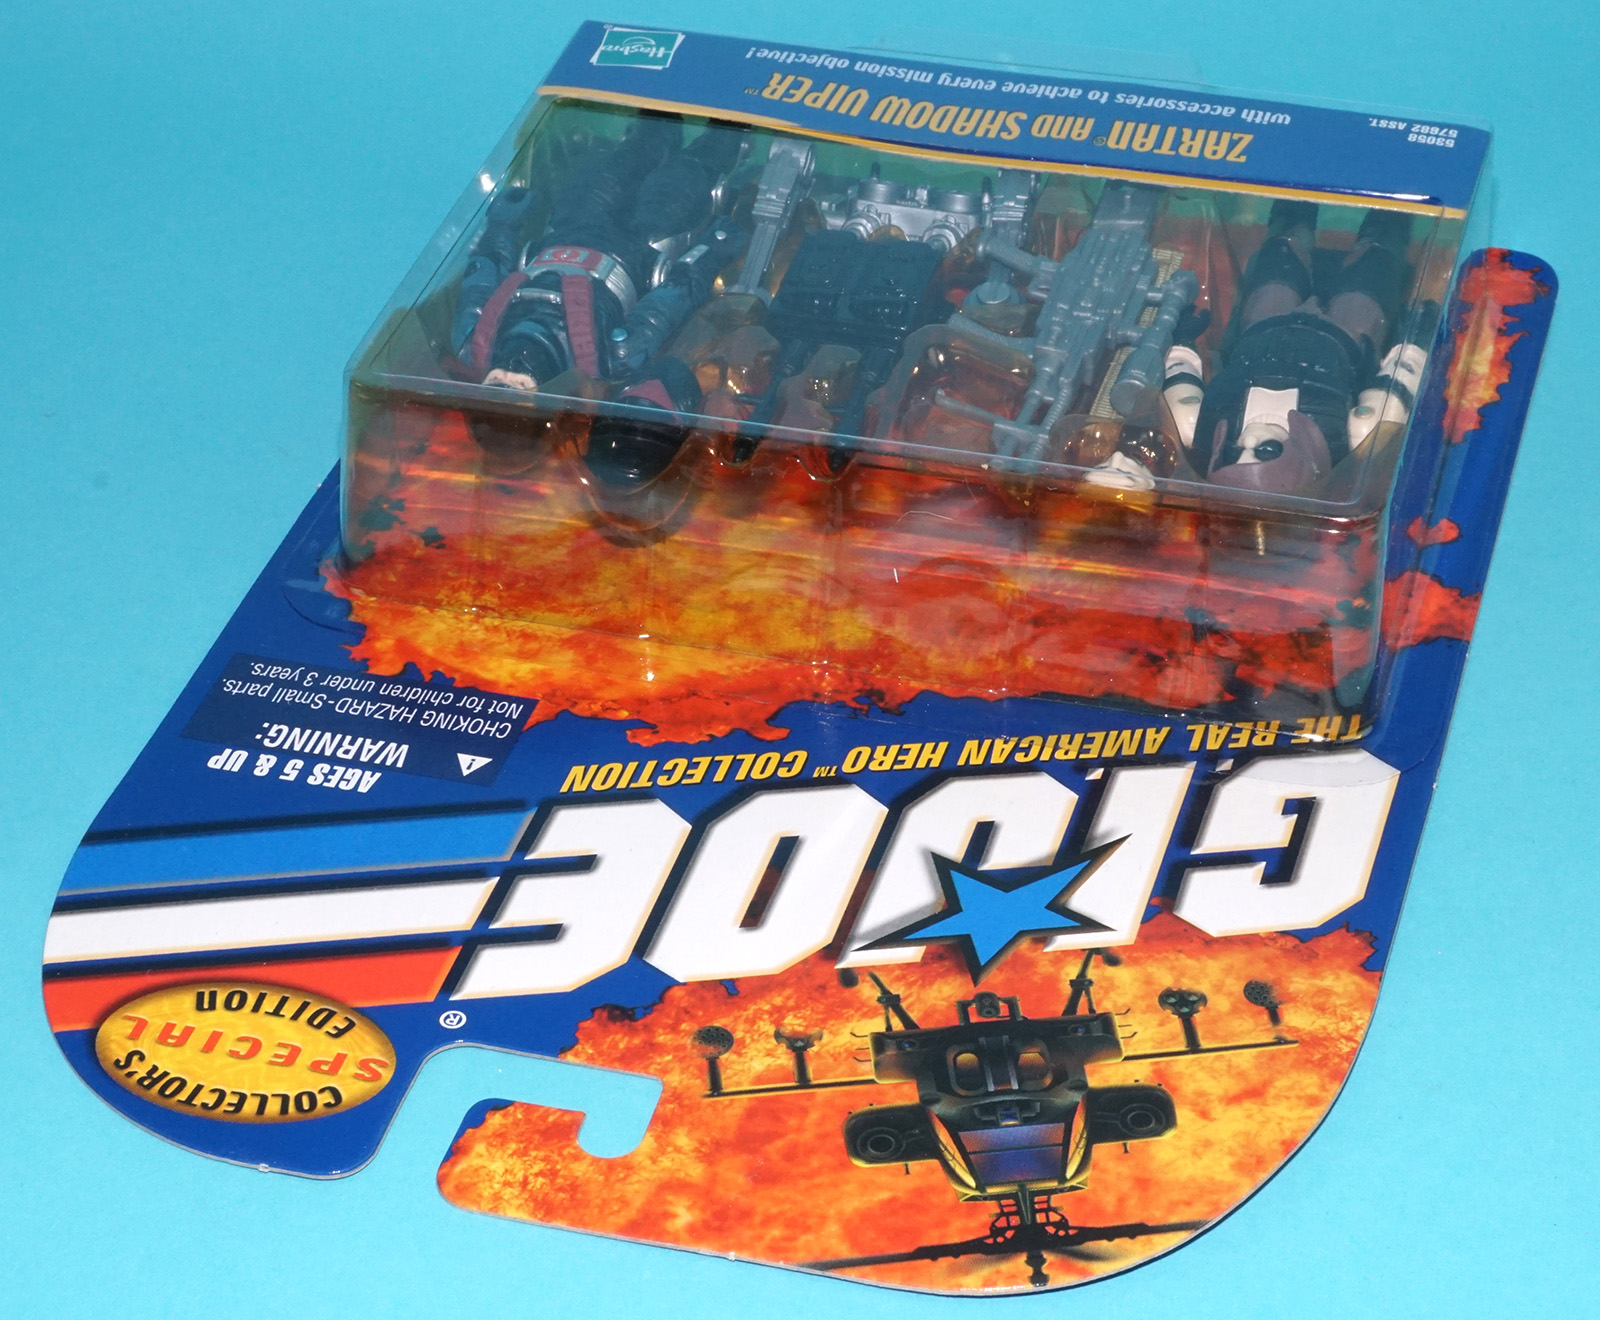 COLLECTOR'S
SPECIAL
EDITION
®
G.I. JOE
THE REAL AMERICAN HERO™ COLLECTION
AGES 5 & UP
WARNING:
CHOKING HAZARD-Small parts.
Not for children under 3 years.
53058
57682 ASST.
ZARTAN® AND SHADOW VIPER™
with accessories to achieve every mission objective!
Hasbro